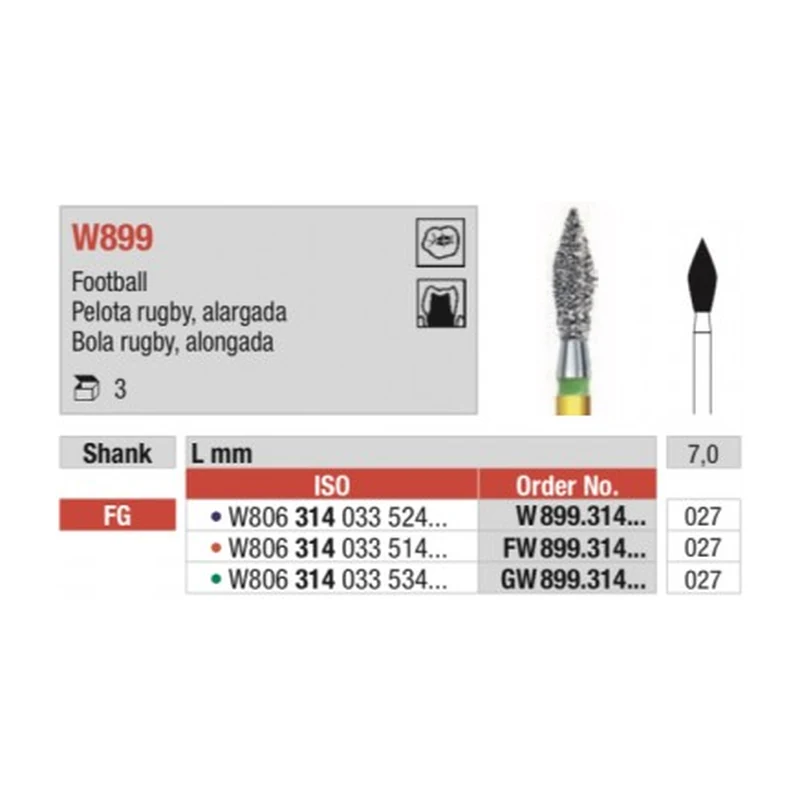 W899
Football
Pelota rugby, alargada
Bola rugby, alongada
3
Shank L mm 7,0
ISO Order No.
FG • W806 314 033 524... W899.314... 027
• W806 314 033 514... FW899.314... 027
• W806 314 033 534... GW899.314... 027